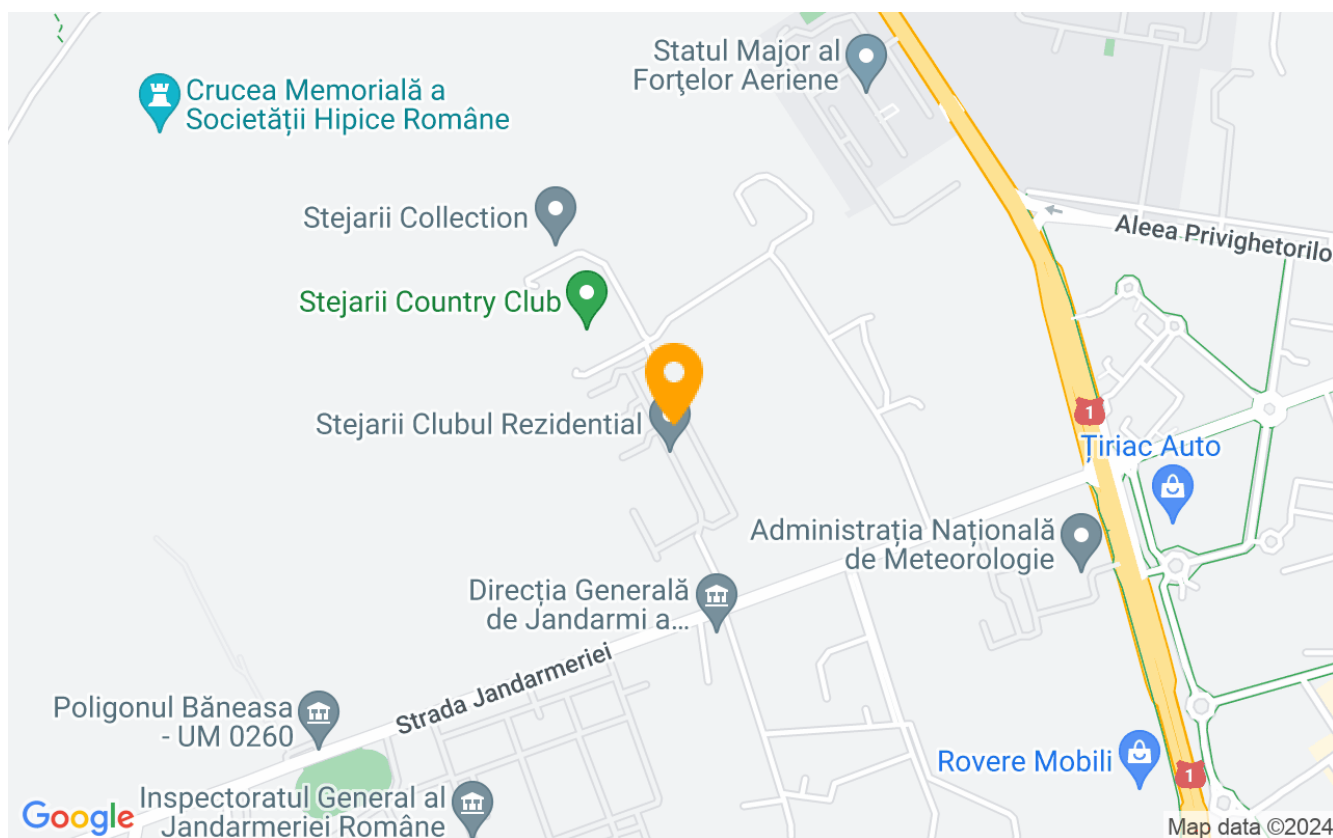 Statul Major al
Forţelor Aeriene
Crucea Memorială a
Societății Hipice Române
Stejarii Collection
Aleea Privighetorilo
Stejarii Country Club
1
Stejarii Clubul Rezidential
Țiriac Auto
Administrația Națională
de Meteorologie
Direcția Generală
de Jandarmi a...
Strada Jandarmeriei
Poligonul Băneasa
- UM 0260
Rovere Mobili
1
Inspectoratul General al
Jandarmeriei Române
Google
Map data ©2024